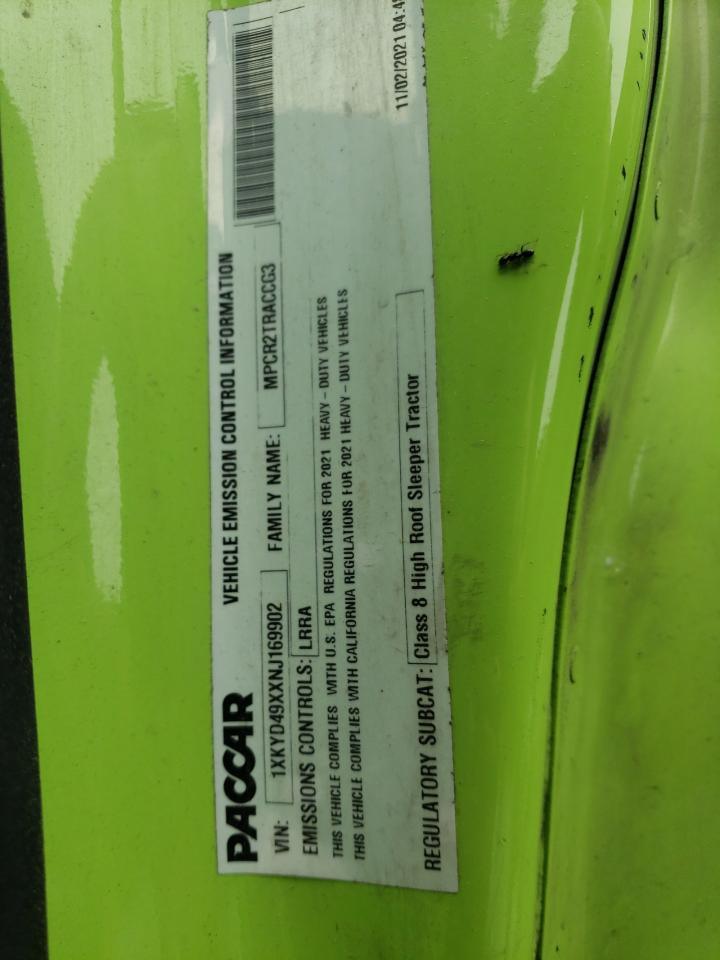 PACCAR
VEHICLE EMISSION CONTROL INFORMATION
VIN: 1XKYD49XXNJ169902 FAMILY NAME: MPCR2TRACCG3
EMISSIONS CONTROLS: LRRA
THIS VEHICLE COMPLIES WITH U.S. EPA REGULATIONS FOR 2021 HEAVY - DUTY VEHICLES
THIS VEHICLE COMPLIES WITH CALIFORNIA REGULATIONS FOR 2021 HEAVY - DUTY VEHICLES
11/02/2021
REGULATORY SUBCAT: Class 8 High Roof Sleeper Tractor